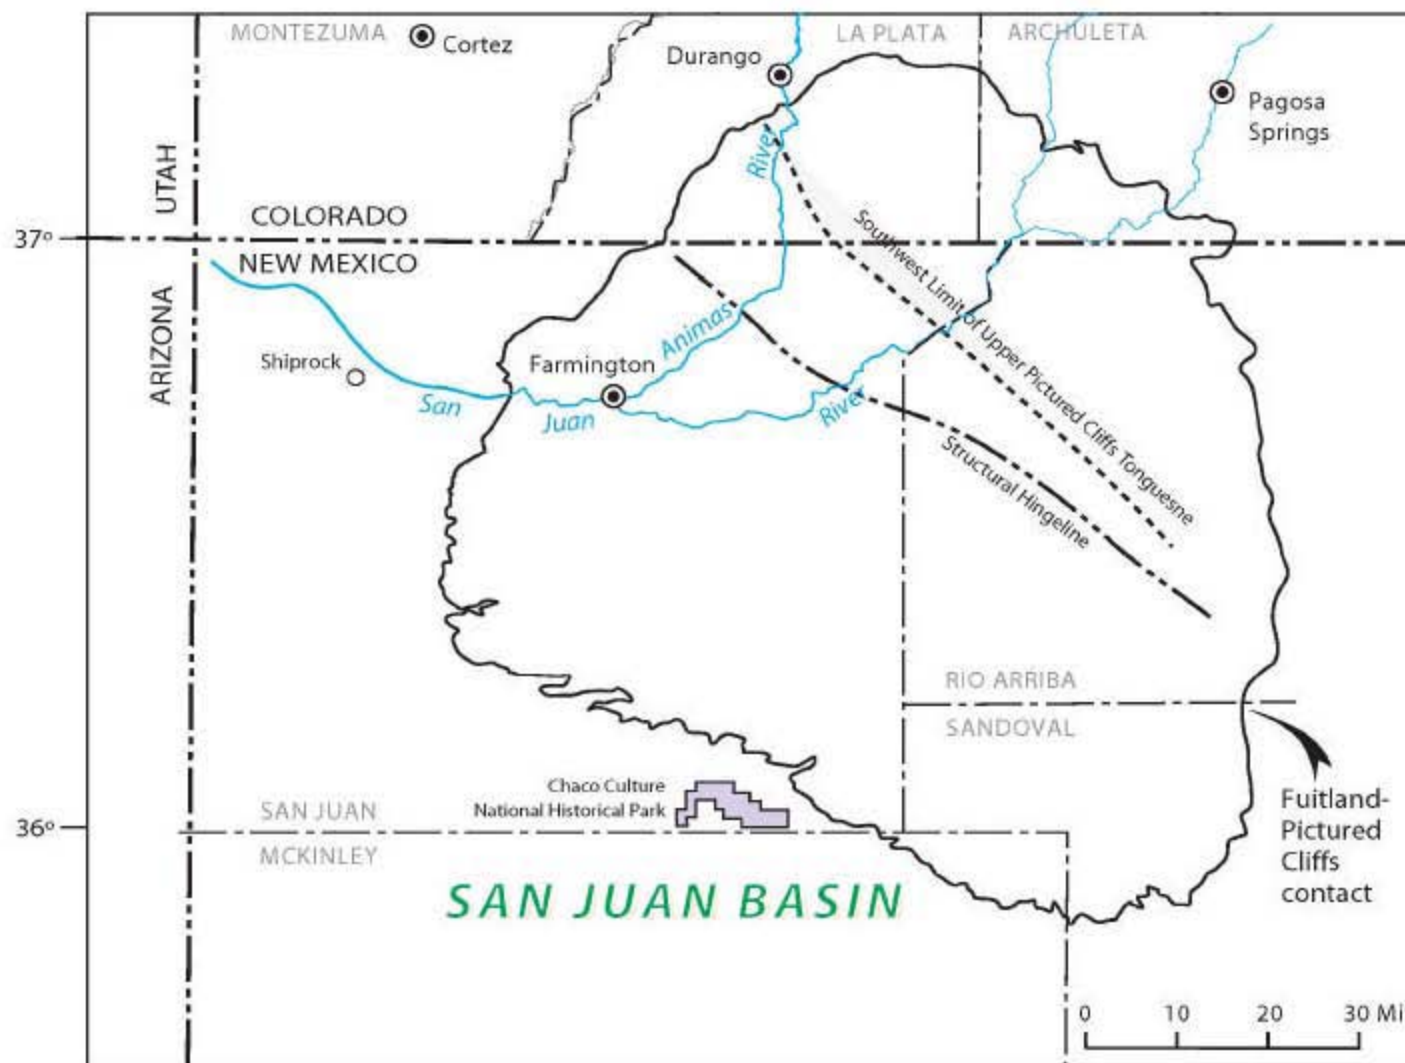 MONTEZUMA
Cortez
Durango
LA PLATA
ARCHULETA
Pagosa
Springs
UTAH
COLORADO
37°
NEW MEXICO
ARIZONA
River
Southwest Limit of Upper Pictured Cliffs Tonguesne
Shiprock
Farmington
Animas
San
Juan
River
Structural Hingeline
RIO ARRIBA
SANDOVAL
Chaco Culture
National Historical Park
SAN JUAN
36°
MCKINLEY
Fuitland-
Pictured
Cliffs
contact
SAN JUAN BASIN
0 10 20 30 Mi